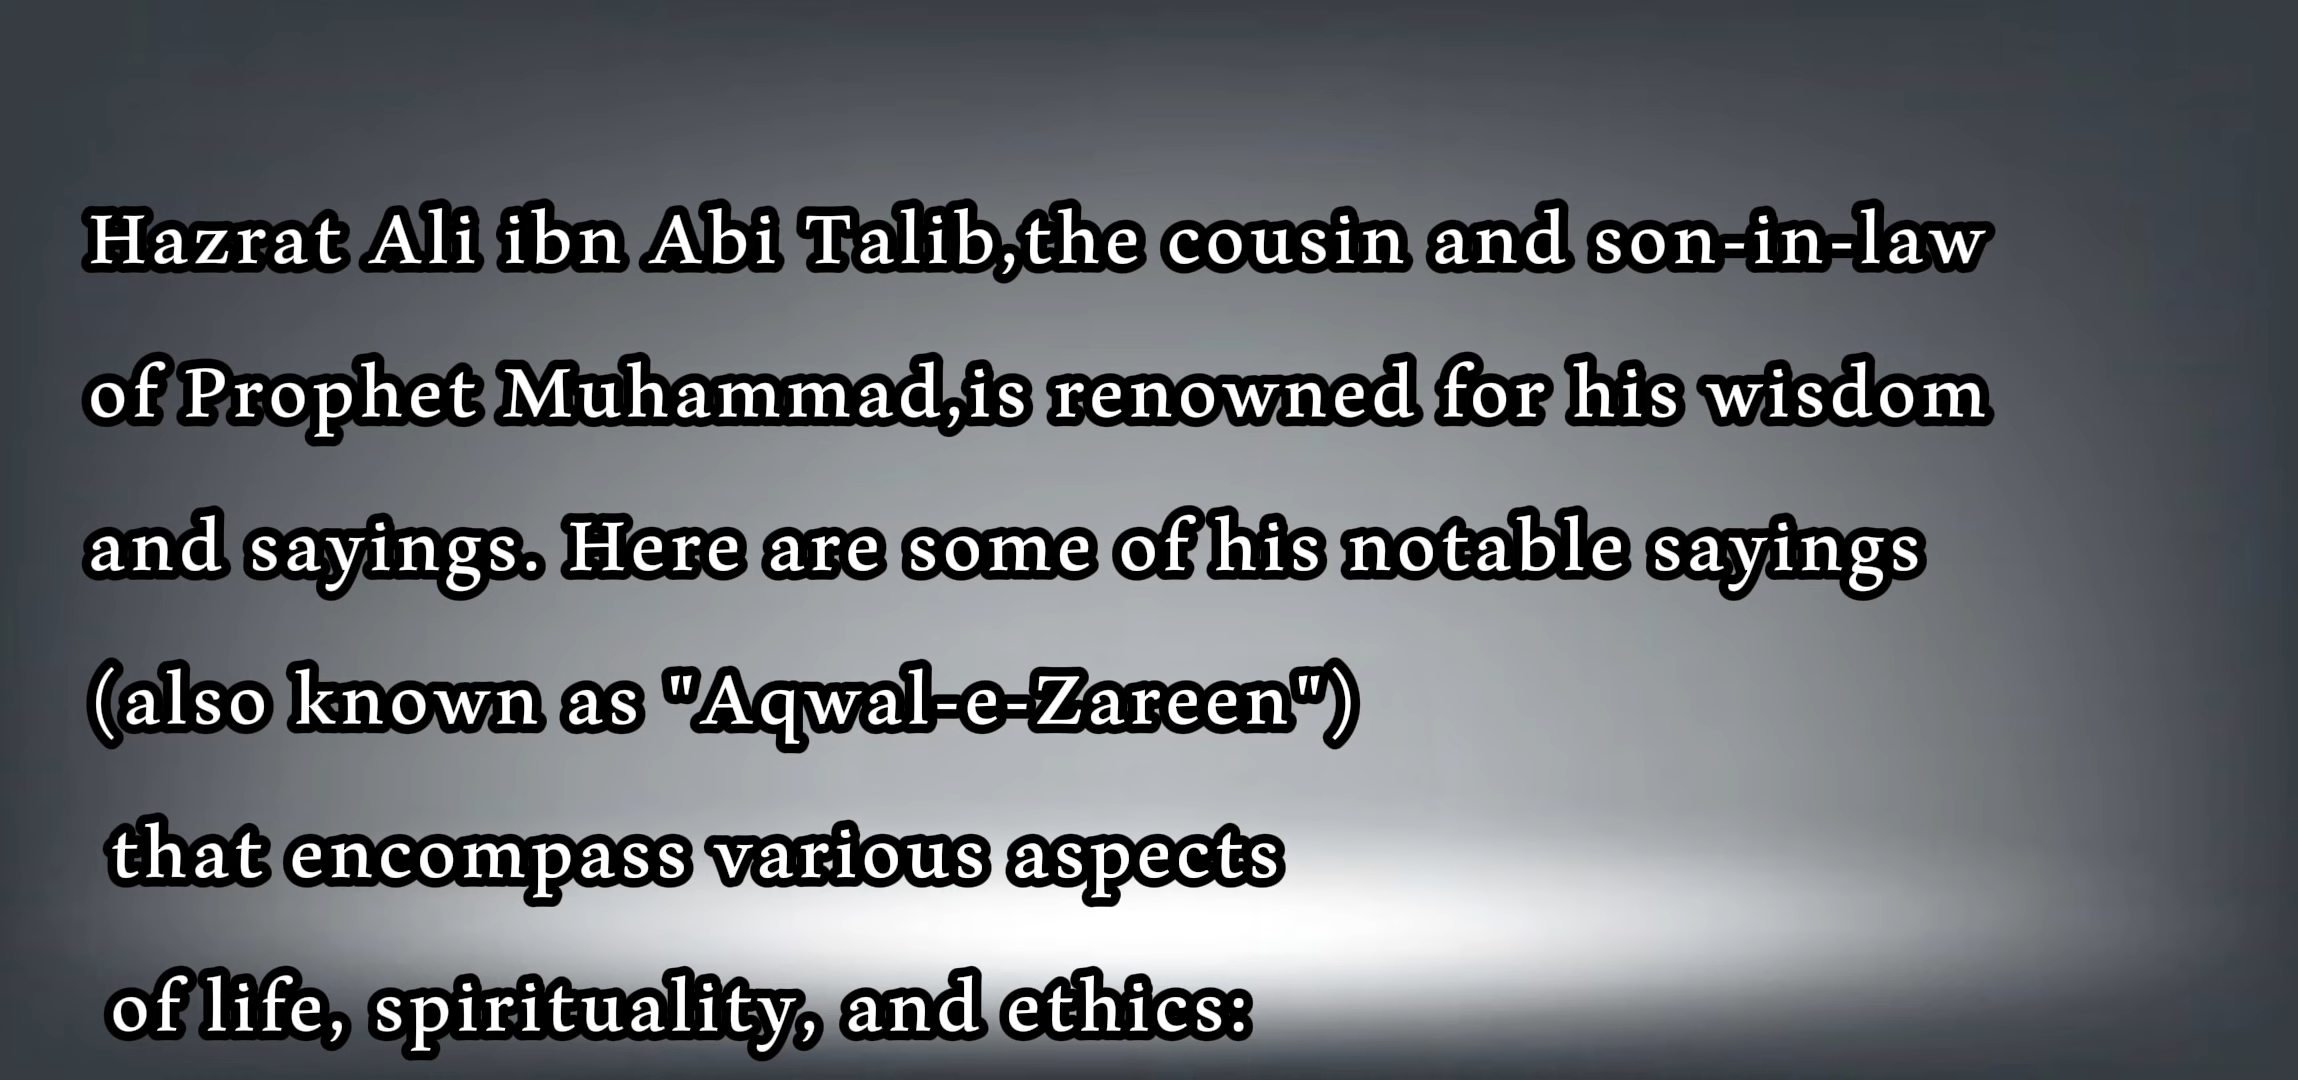 Hazrat Ali ibn Abi Talib,the cousin and son-in-law
of Prophet Muhammad,is renowned for his wisdom
and sayings. Here are some of his notable sayings
(also known as "Aqwal-e-Zareen")
that encompass various aspects
of life, spirituality, and ethics: